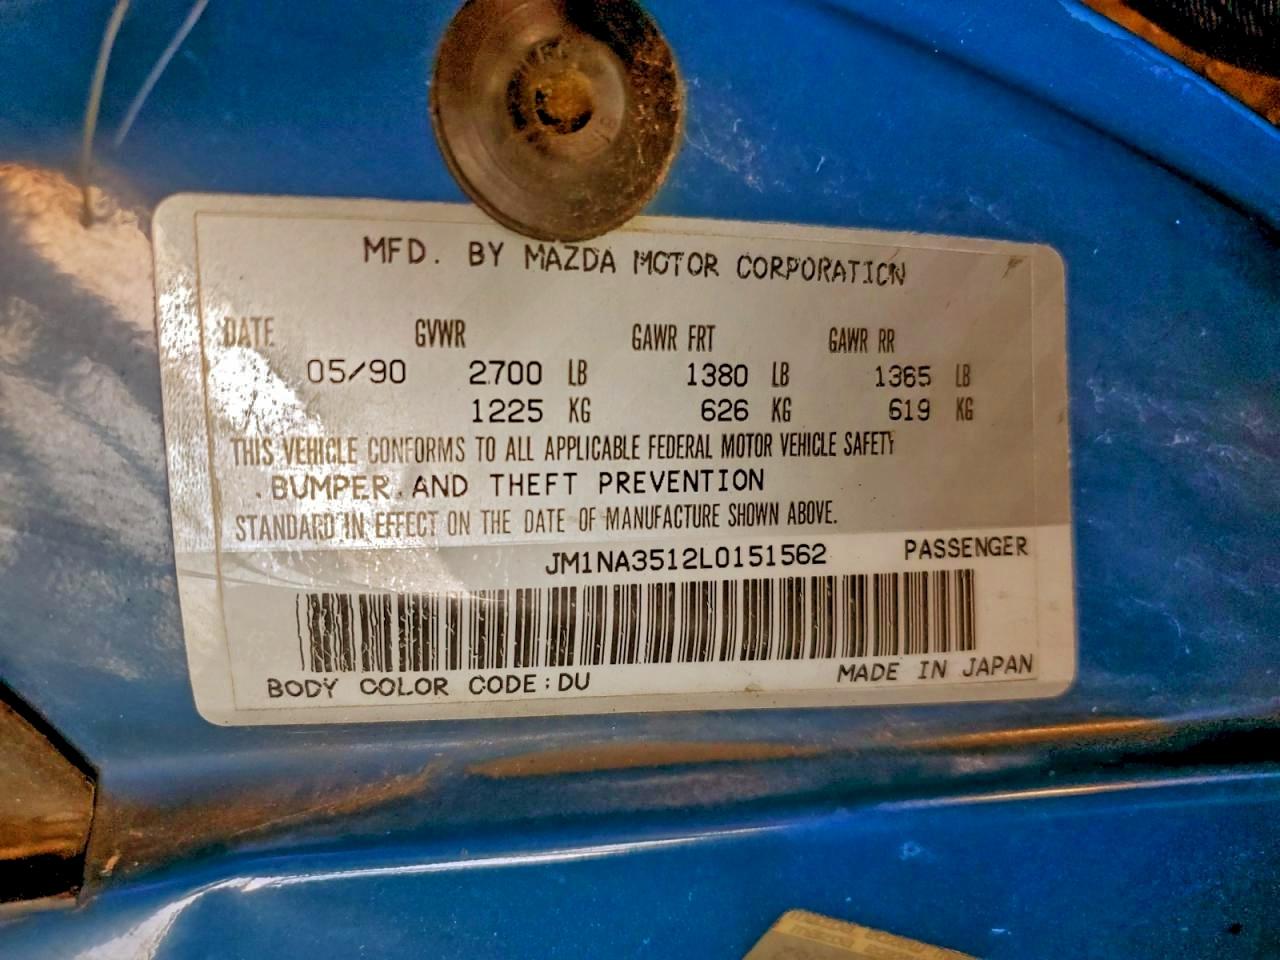 MFD. BY MAZDA MOTOR CORPORATION
DATE GVWR GAWR FRT GAWR RR
05/90 2700 LB 1380 LB 1365 LB
1225 KG 626 KG 619 KG
THIS VEHICLE CONFORMS TO ALL APPLICABLE FEDERAL MOTOR VEHICLE SAFETY
.BUMPER.AND THEFT PREVENTION
STANDARD IN EFFECT ON THE DATE OF MANUFACTURE SHOWN ABOVE.
JM1NA3512L0151562 PASSENGER
BODY COLOR CODE:DU MADE IN JAPAN